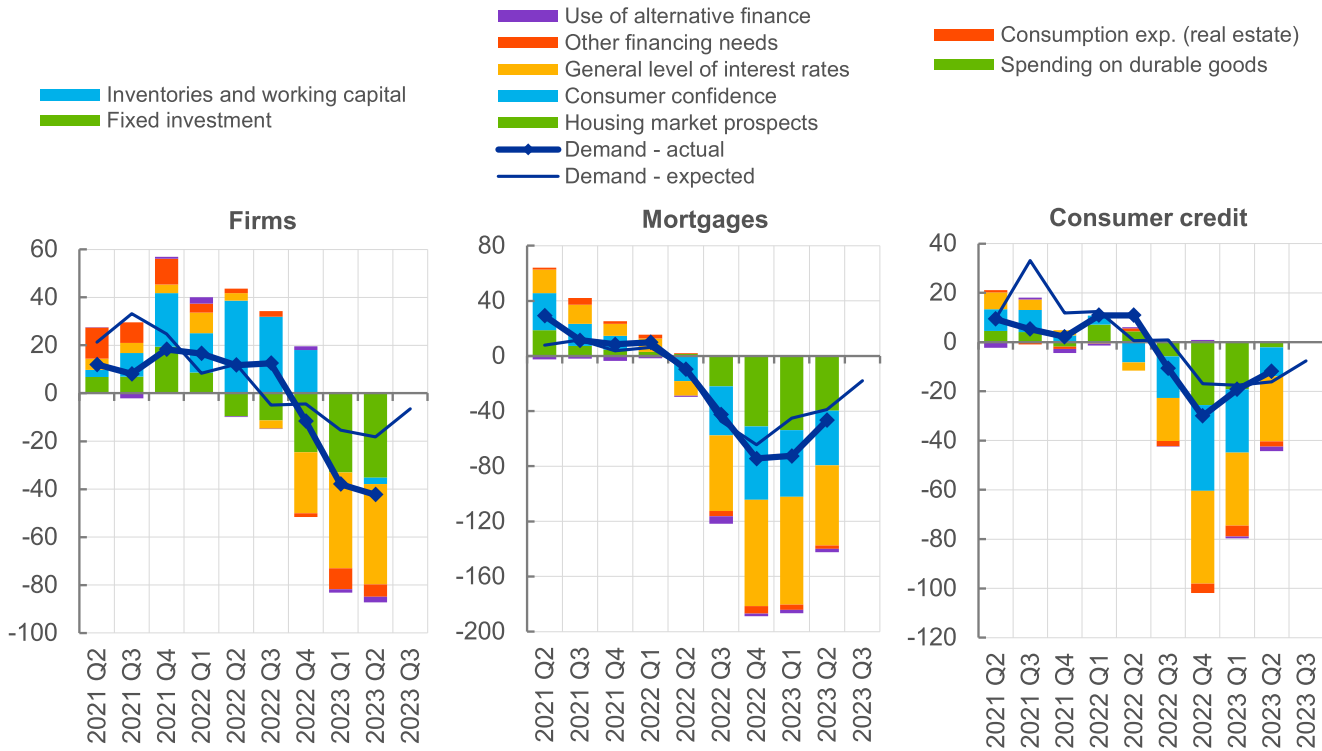 Use of alternative finance
Other financing needs
General level of interest rates
Consumer confidence
Housing market prospects
Demand - actual
Demand - expected
Inventories and working capital
Fixed investment
Consumption exp. (real estate)
Spending on durable goods
Firms
60
40
20
0
-20
-40
-60
-80
-100
2021 Q2
2021 Q3
2021 Q4
2022 Q1
2022 Q2
2022 Q3
2022 Q4
2023 Q1
2023 Q2
2023 Q3
Mortgages
80
40
0
-40
-80
-120
-160
-200
2021 Q2
2021 Q3
2021 Q4
2022 Q1
2022 Q2
2022 Q3
2022 Q4
2023 Q1
2023 Q2
2023 Q3
Consumer credit
40
20
0
-20
-40
-60
-80
-100
-120
2021 Q2
2021 Q3
2021 Q4
2022 Q1
2022 Q2
2022 Q3
2022 Q4
2023 Q1
2023 Q2
2023 Q3